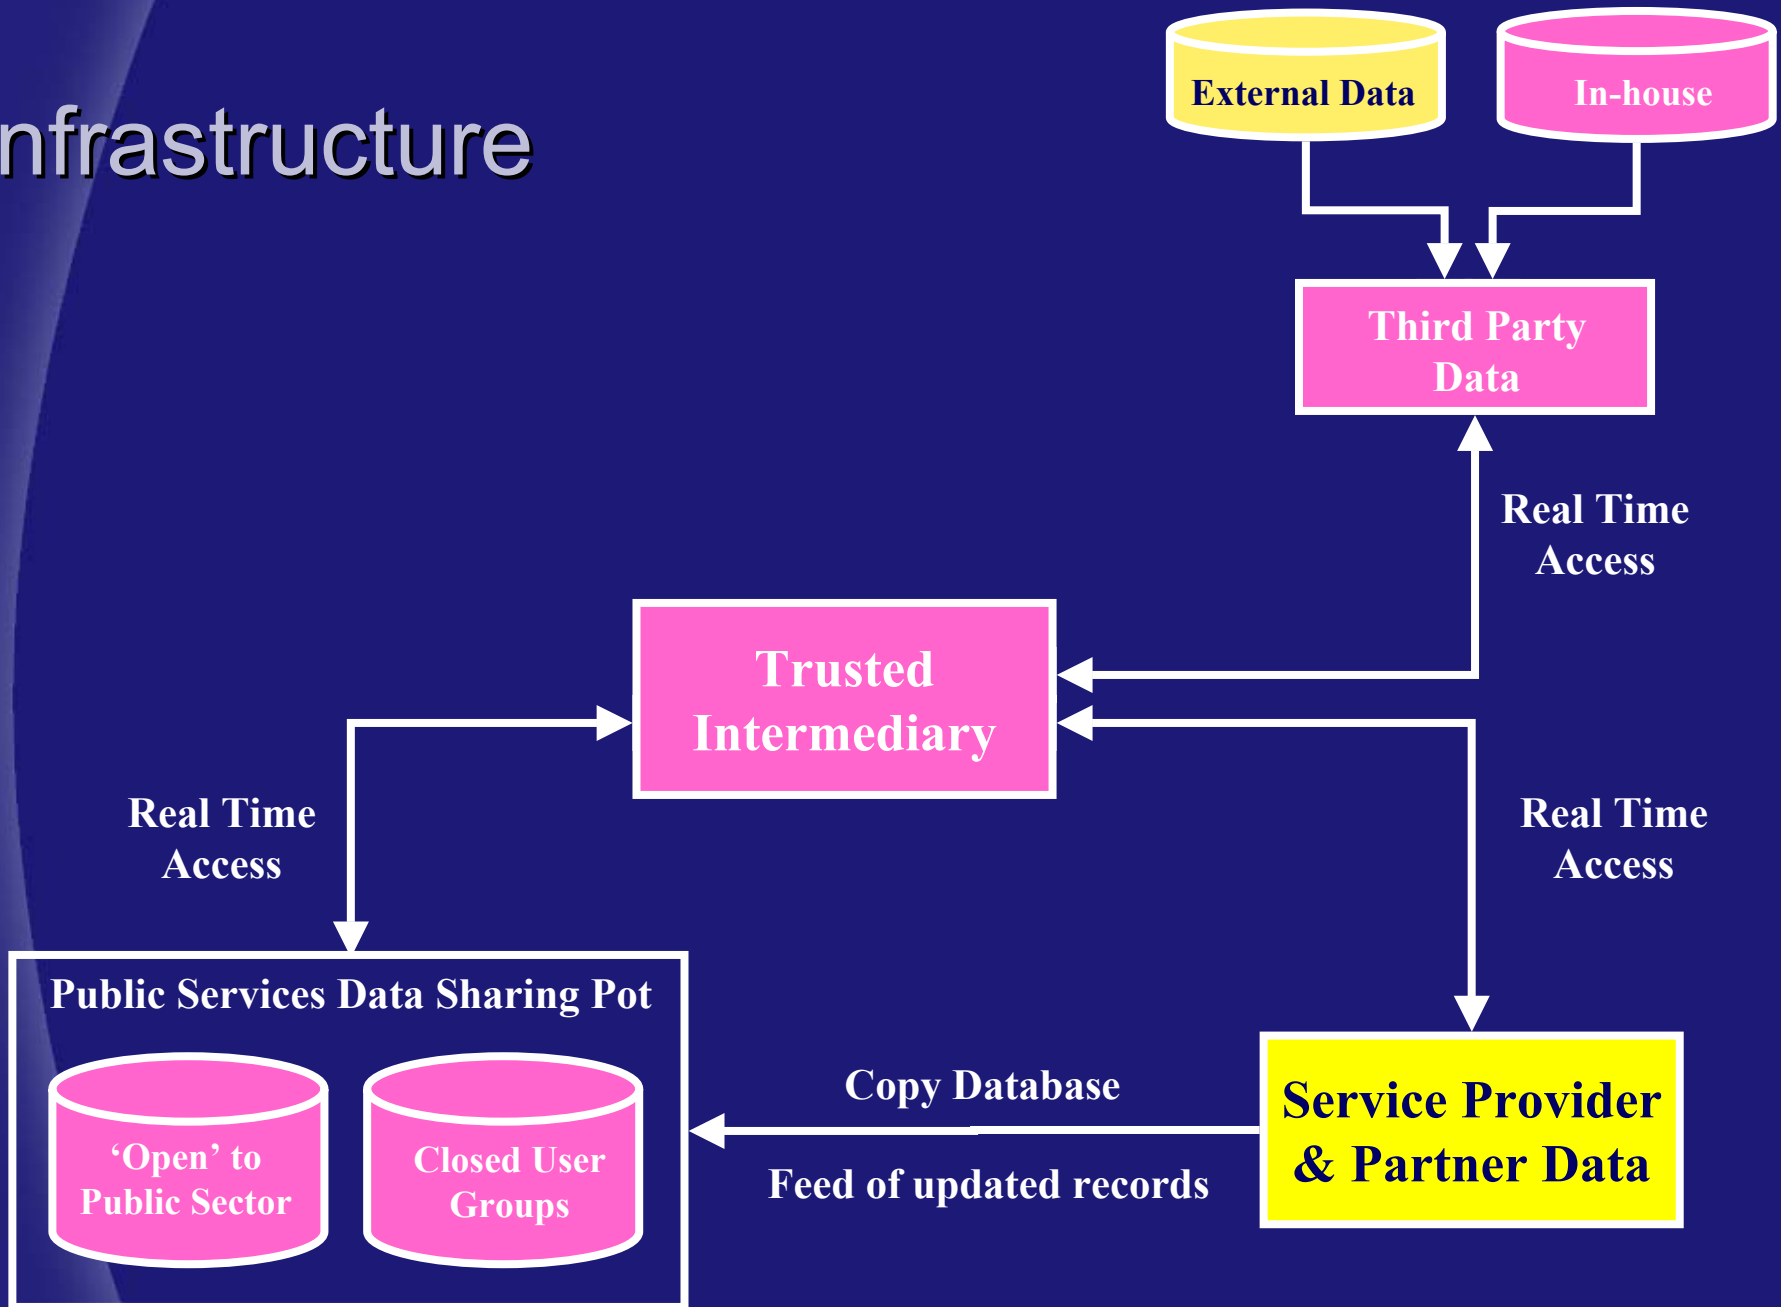 nfrastructure
External Data
In-house
Third Party
Data
Real Time
Access
Trusted
Intermediary
Real Time
Access
Real Time
Access
Public Services Data Sharing Pot
‘Open’ to
Public Sector
Closed User
Groups
Copy Database
Feed of updated records
Service Provider
& Partner Data